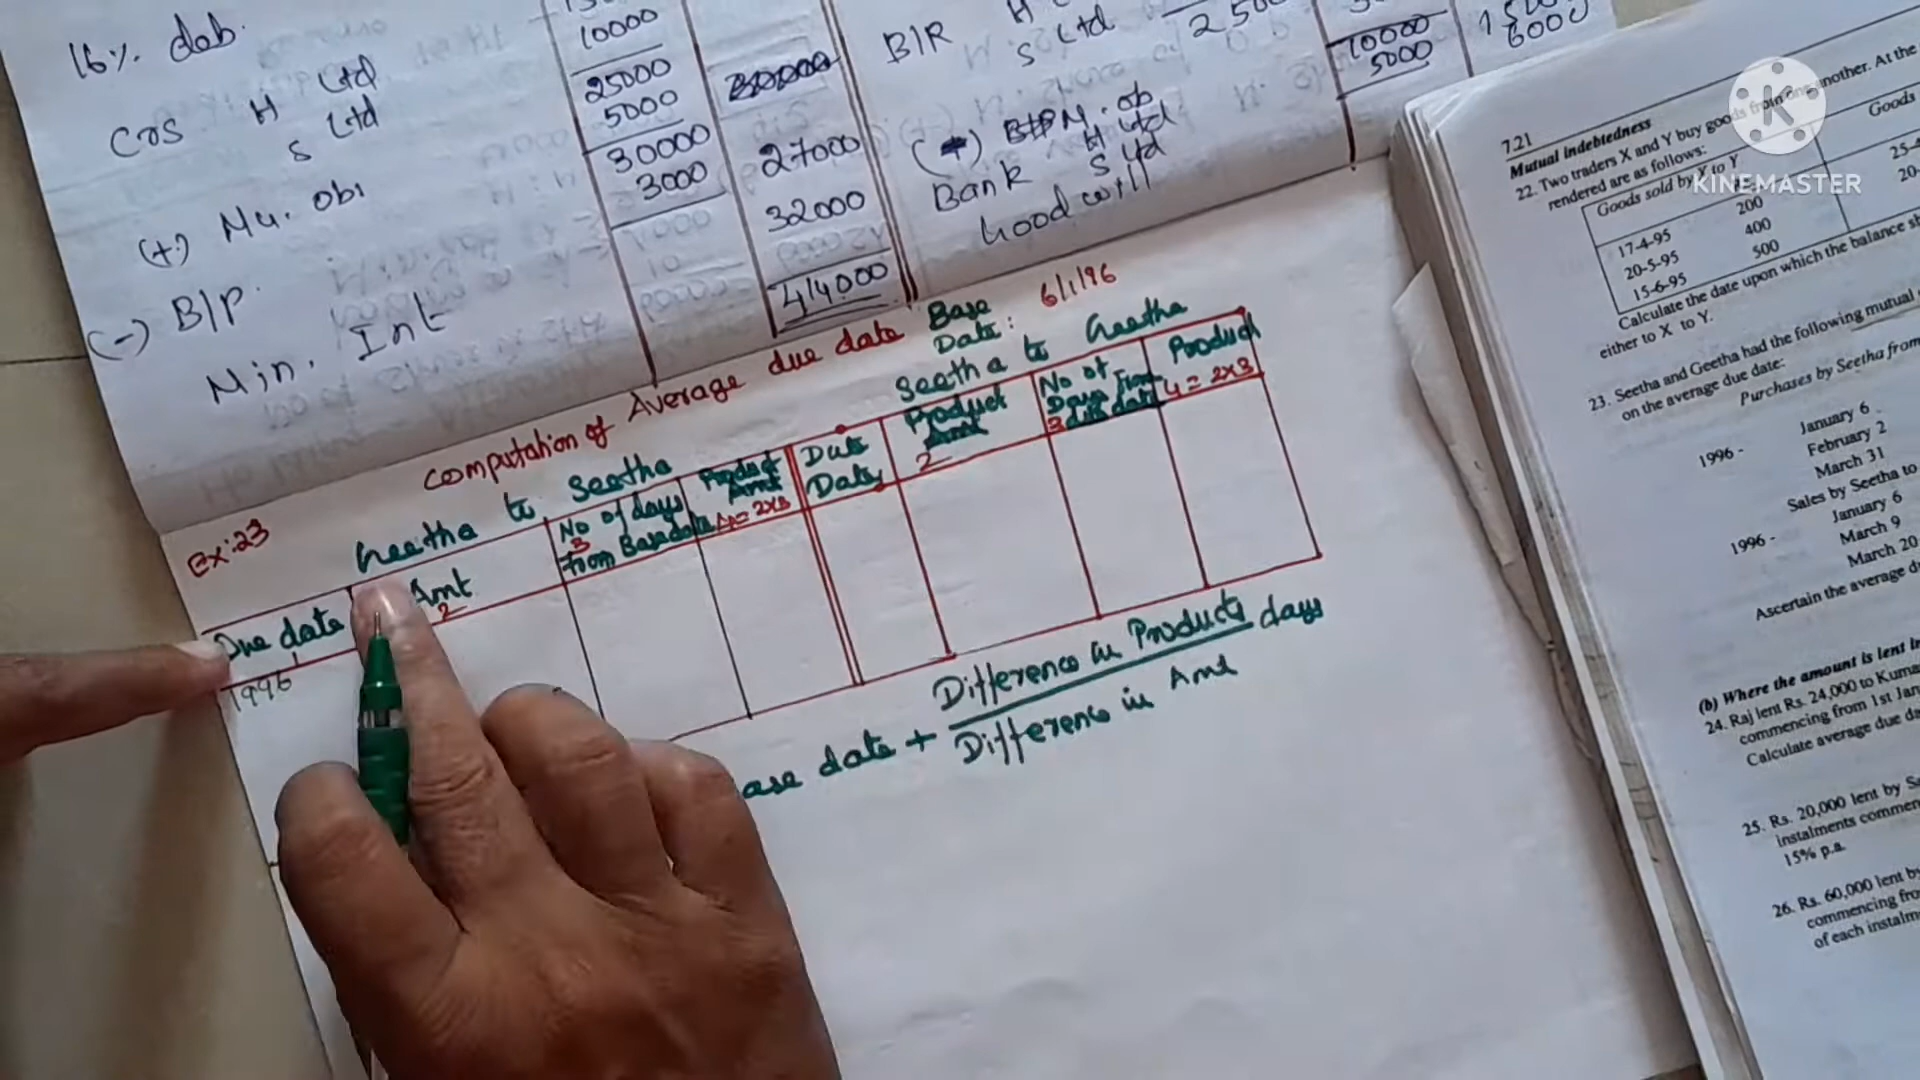 16% deb.
10000
Crs H Ltd 25000
S Ltd 5000
30000 27000
(+) Mu. obi 3000
32000
(-) B/P.
44000
Min. Int
B/R H
S Ltd 2500
10000
5000 6000
M. ob
Bank H Ltd
S Ltd
Good will
Computation of Average due date Base Date: 6/1/96
Ex:23
Geetha to Seetha
Seetha to Geetha
Due date
Amt
2
No of days from Base date
3
Product
4 = 2x3
Due Date
Product Amt
2
No of Days from due date
3
Product
4 = 2x3
1996
ase date + Difference in Products days
Difference in Amt
KINEMASTER
7.21
Mutual indebtedness
22. Two traders X and Y buy goods from one another. At the
rendered are as follows:
Goods sold by X to Y Goods
17-4-95 200 25-
20-5-95 400 20-
15-6-95 500
Calculate the date upon which the balance
either to X to Y.
23. Seetha and Geetha had the following mutual
on the average due date:
Purchases by Seetha from
1996 - January 6
February 2
March 31
Sales by Seetha to
1996 - January 6
March 9
March 20
Ascertain the average
(b) Where the amount is lent in
24. Raj lent Rs. 24,000 to
commencing from 1st
Calculate average due
25. Rs. 20,000 lent by
instalments
15% p.a.
26. Rs. 60,000 lent by
commencing
of each